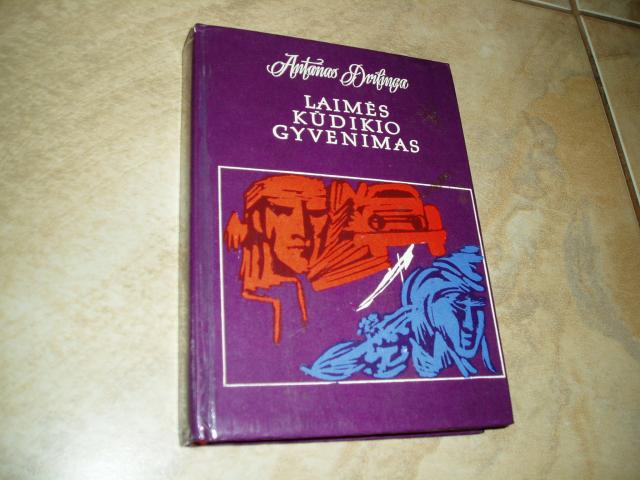 Antanas Drilinga
LAIMĖS
KŪDIKIO
GYVENIMAS